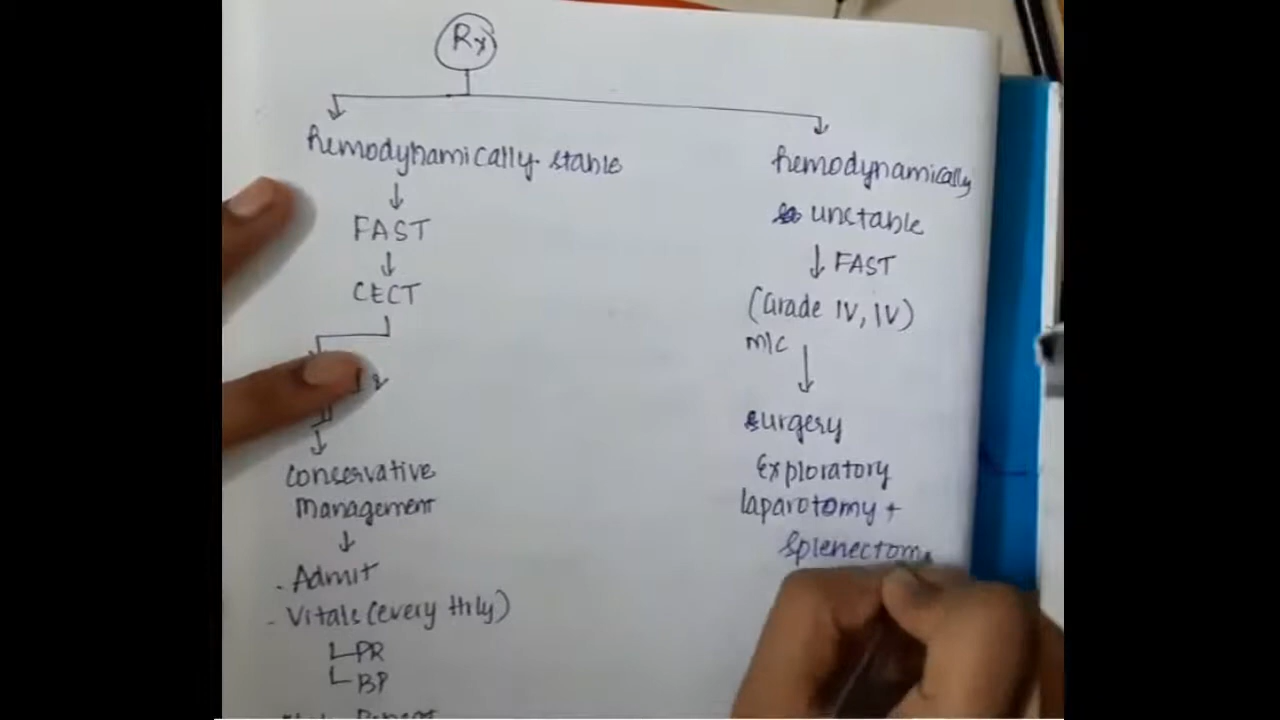 Rx
Hemodynamically stable
FAST
CECT
Conservative
Management
- Admit
- Vitals (every Hrly)
PR
BP
Hemodynamically
unstable
FAST
(Grade IV, IV)
M/C
Surgery
Exploratory
laparotomy +
Splenectomy